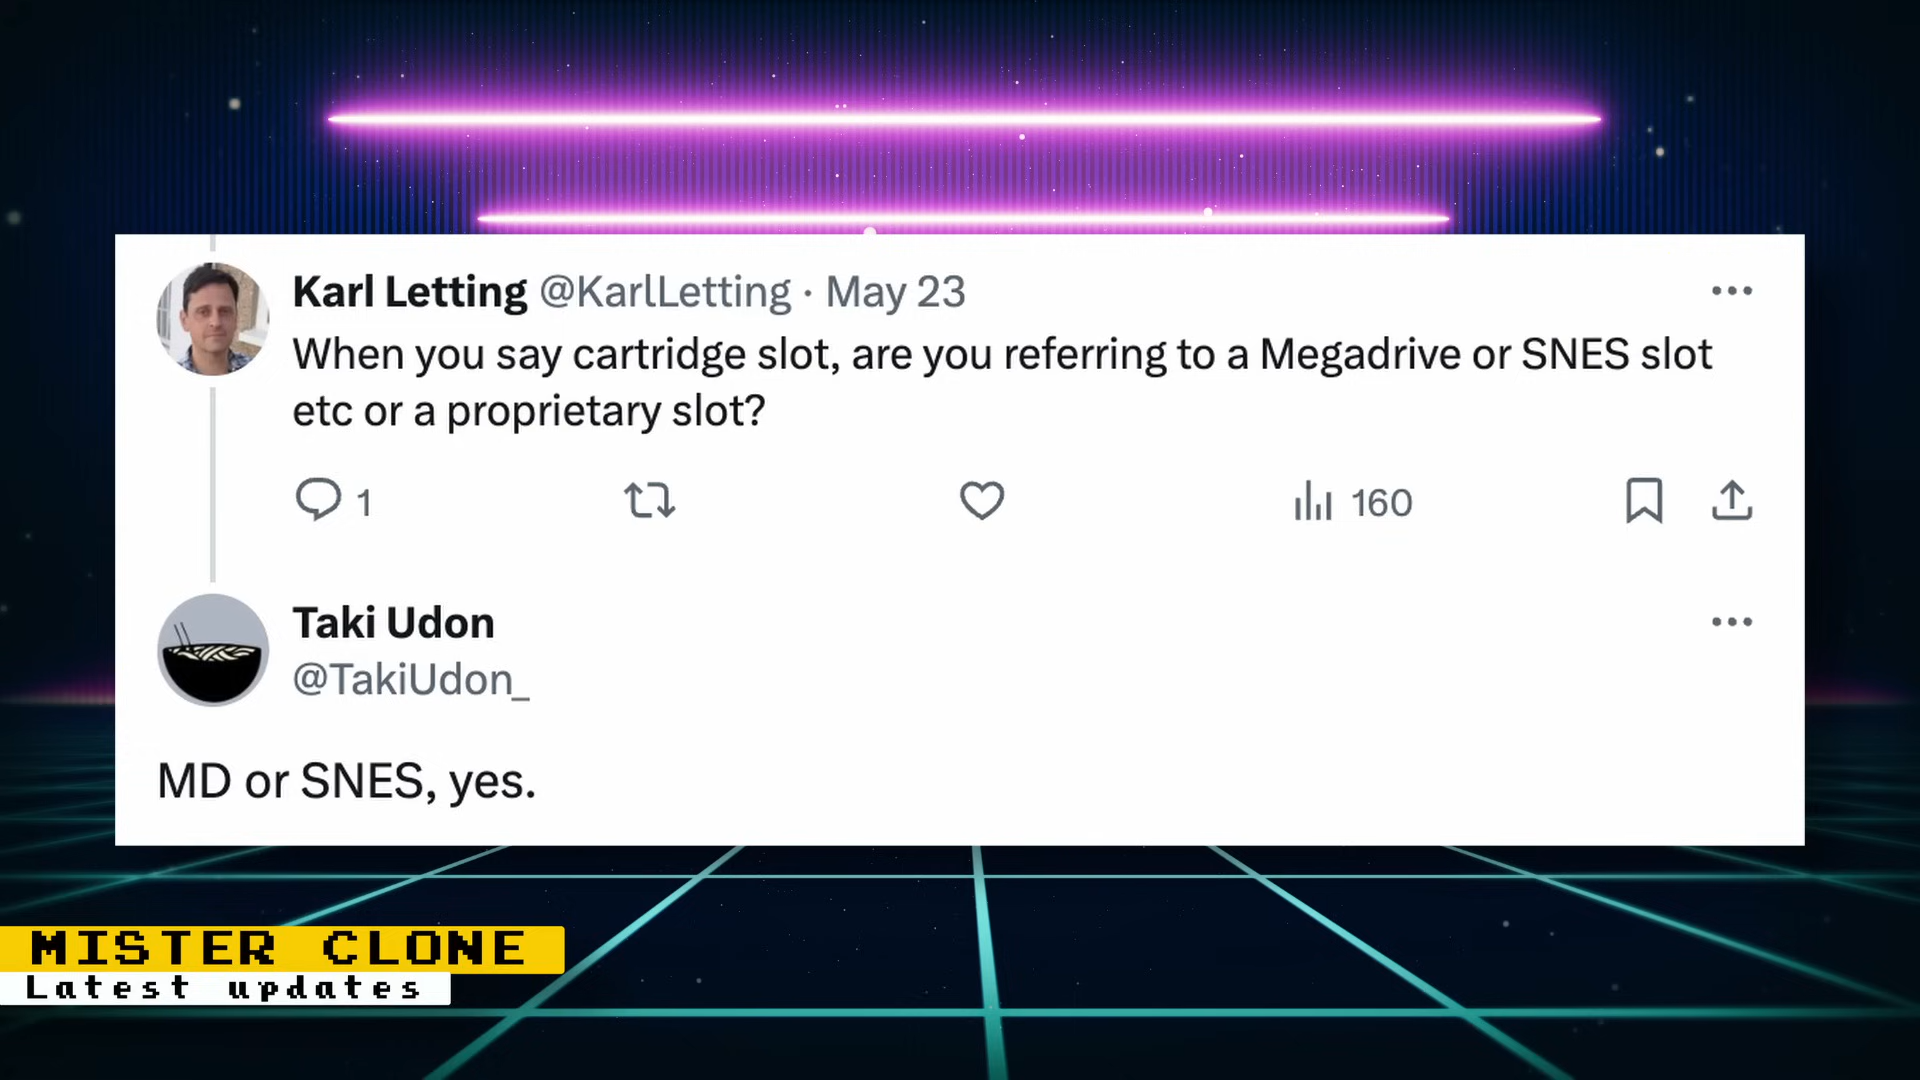 Karl Letting @KarlLetting · May 23
When you say cartridge slot, are you referring to a Megadrive or SNES slot
etc or a proprietary slot?
1 160
Taki Udon
@TakiUdon_
MD or SNES, yes.
MISTER CLONE
Latest updates